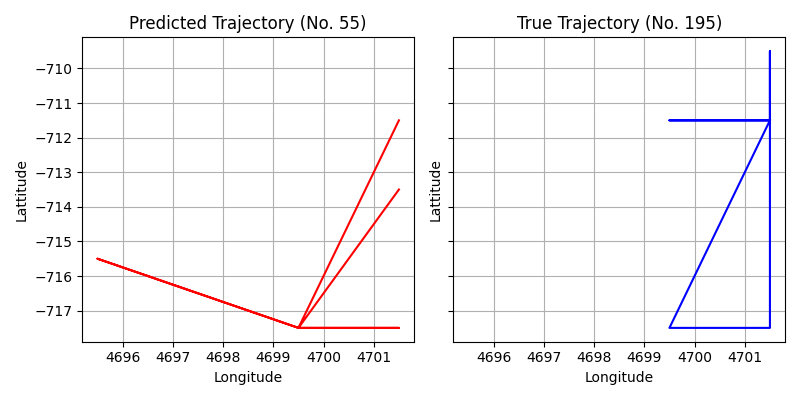 Predicted Trajectory (No. 55)
True Trajectory (No. 195)
−710
−711
−712
−713
−714
−715
−716
−717
Lattitude
Lattitude
4696 4697 4698 4699 4700 4701
4696 4697 4698 4699 4700 4701
Longitude
Longitude